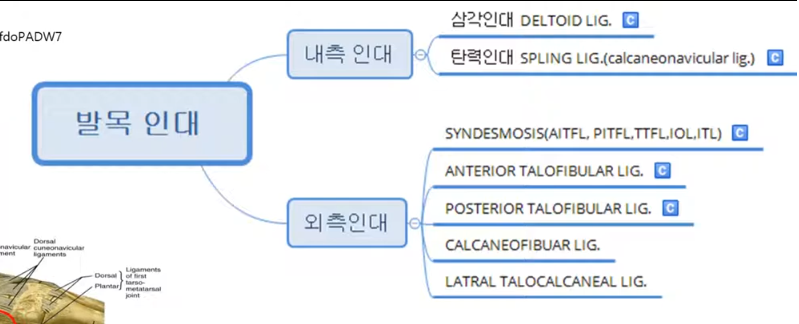 fdoPADW7
발목 인대
내측 인대
삼각인대 DELTOID LIG. C
탄력인대 SPLING LIG.(calcaneonavicular lig.) C
외측인대
SYNDESMOSIS(AITFL, PITFL,TTFL,IOL,ITL) C
ANTERIOR TALOFIBULAR LIG. C
POSTERIOR TALOFIBULAR LIG. C
CALCANEOFIBUAR LIG.
LATRAL TALOCALCANEAL LIG.
navicular
ment
Dorsal
cuneonavicular
ligaments
Dorsal
Plantar
Ligaments
of first
tarso-
metatarsal
joint